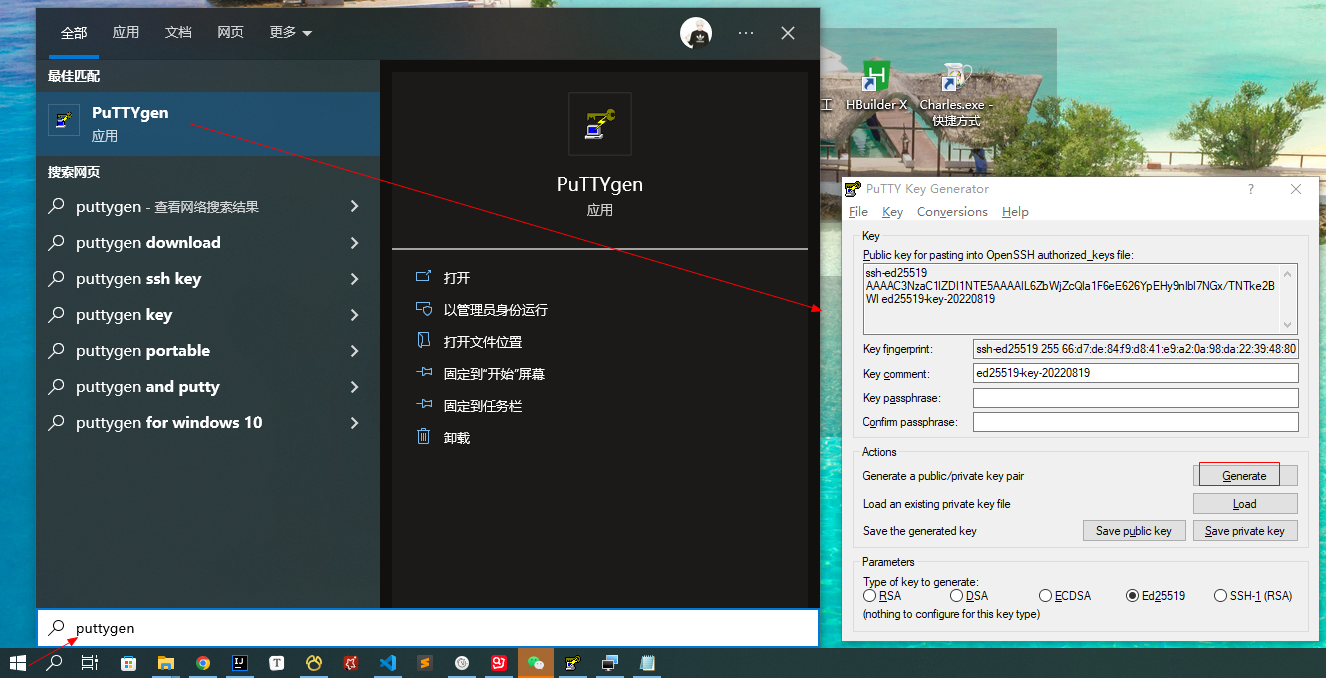 全部
应用
文档
网页
更多
最佳匹配
PuTTYgen
应用
搜索网页
puttygen - 查看网络搜索结果
puttygen download
puttygen ssh key
puttygen key
puttygen portable
puttygen and putty
puttygen for windows 10
PuTTYgen
应用
打开
以管理员身份运行
打开文件位置
固定到"开始"屏幕
固定到任务栏
卸载
puttygen
工
HBuilder X
Charles.exe -
快捷方式
PuTTY Key Generator
File Key Conversions Help
Key
Public key for pasting into OpenSSH authorized_keys file:
ssh-ed25519
AAAAC3NzaC1lZDI1NTE5AAAAIL6ZbWjZcQla1F6eE626YpEHy9nIbI7NGx/TNTke2B
WI ed25519-key-20220819
Key fingerprint:
ssh-ed25519 255 66:d7:de:84:f9:d8:41:e9:a2:0a:98:da:22:39:48:80
Key comment:
ed25519-key-20220819
Key passphrase:
Confirm passphrase:
Actions
Generate a public/private key pair
Generate
Load an existing private key file
Load
Save the generated key
Save public key
Save private key
Parameters
Type of key to generate:
RSA DSA ECDSA Ed25519 SSH-1 (RSA)
(nothing to configure for this key type)